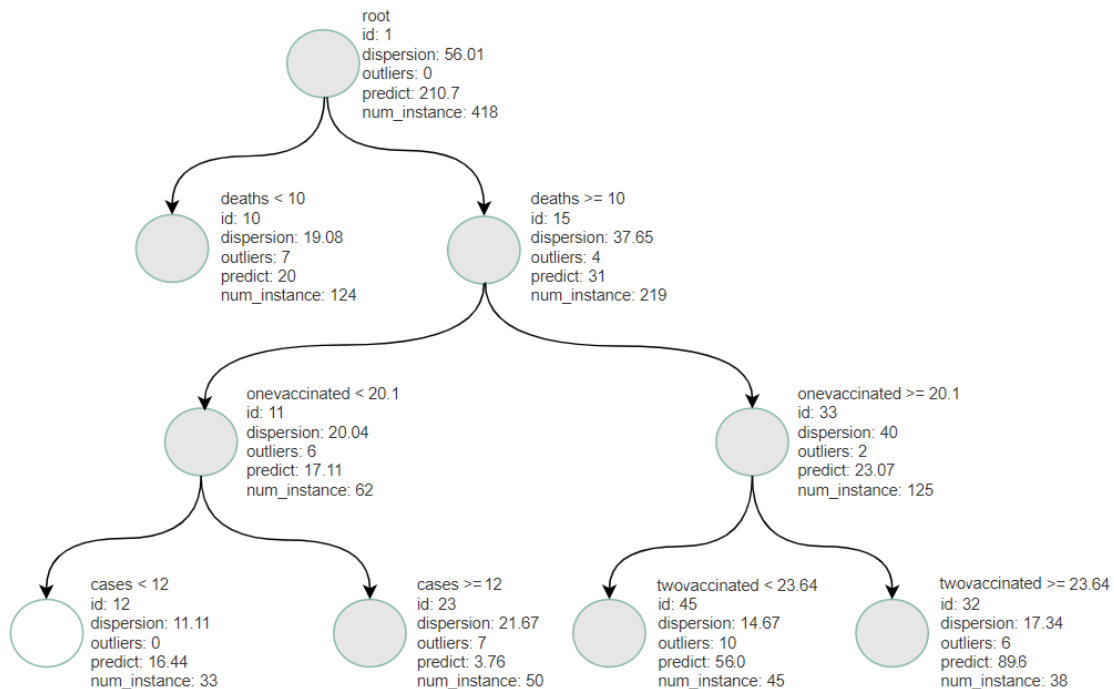 root
id: 1
dispersion: 56.01
outliers: 0
predict: 210.7
num_instance: 418
deaths < 10
id: 10
dispersion: 19.08
outliers: 7
predict: 20
num_instance: 124
deaths >= 10
id: 15
dispersion: 37.65
outliers: 4
predict: 31
num_instance: 219
onevaccinated < 20.1
id: 11
dispersion: 20.04
outliers: 6
predict: 17.11
num_instance: 62
onevaccinated >= 20.1
id: 33
dispersion: 40
outliers: 2
predict: 23.07
num_instance: 125
cases < 12
id: 12
dispersion: 11.11
outliers: 0
predict: 16.44
num_instance: 33
cases >= 12
id: 23
dispersion: 21.67
outliers: 7
predict: 3.76
num_instance: 50
twovaccinated < 23.64
id: 45
dispersion: 14.67
outliers: 10
predict: 56.0
num_instance: 45
twovaccinated >= 23.64
id: 32
dispersion: 17.34
outliers: 6
predict: 89.6
num_instance: 38